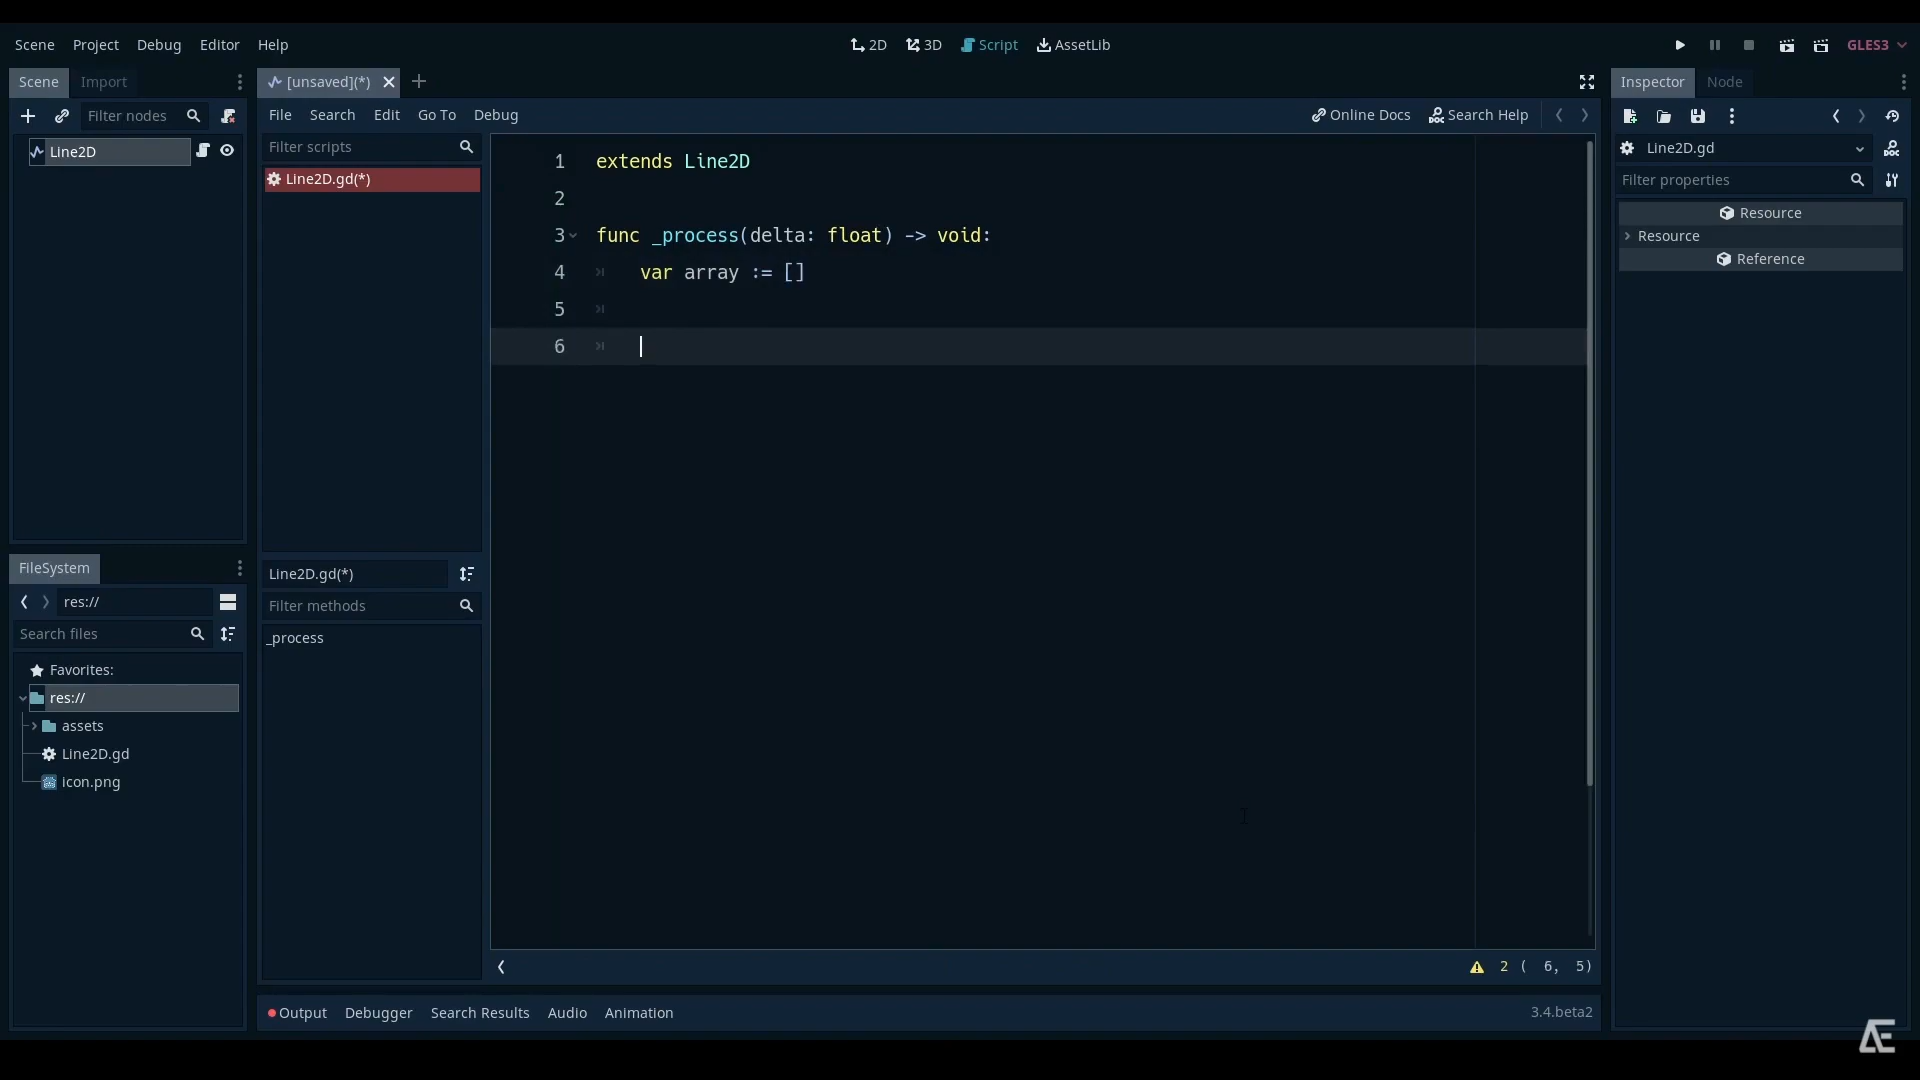 Scene Project Debug Editor Help 2D 3D Script AssetLib GLES3
Scene Import
Filter nodes
Line2D
[unsaved](*)
File Search Edit Go To Debug Online Docs Search Help
Filter scripts
Line2D.gd(*)
Line2D.gd(*)
Filter methods
_process
1 extends Line2D
2
3 func _process(delta: float) -> void:
4 var array := []
5
6
2 ( 6, 5)
Output Debugger Search Results Audio Animation 3.4.beta2
FileSystem
res://
Search files
Favorites:
res://
assets
Line2D.gd
icon.png
Inspector Node
Line2D.gd
Filter properties
Resource
Resource
Reference